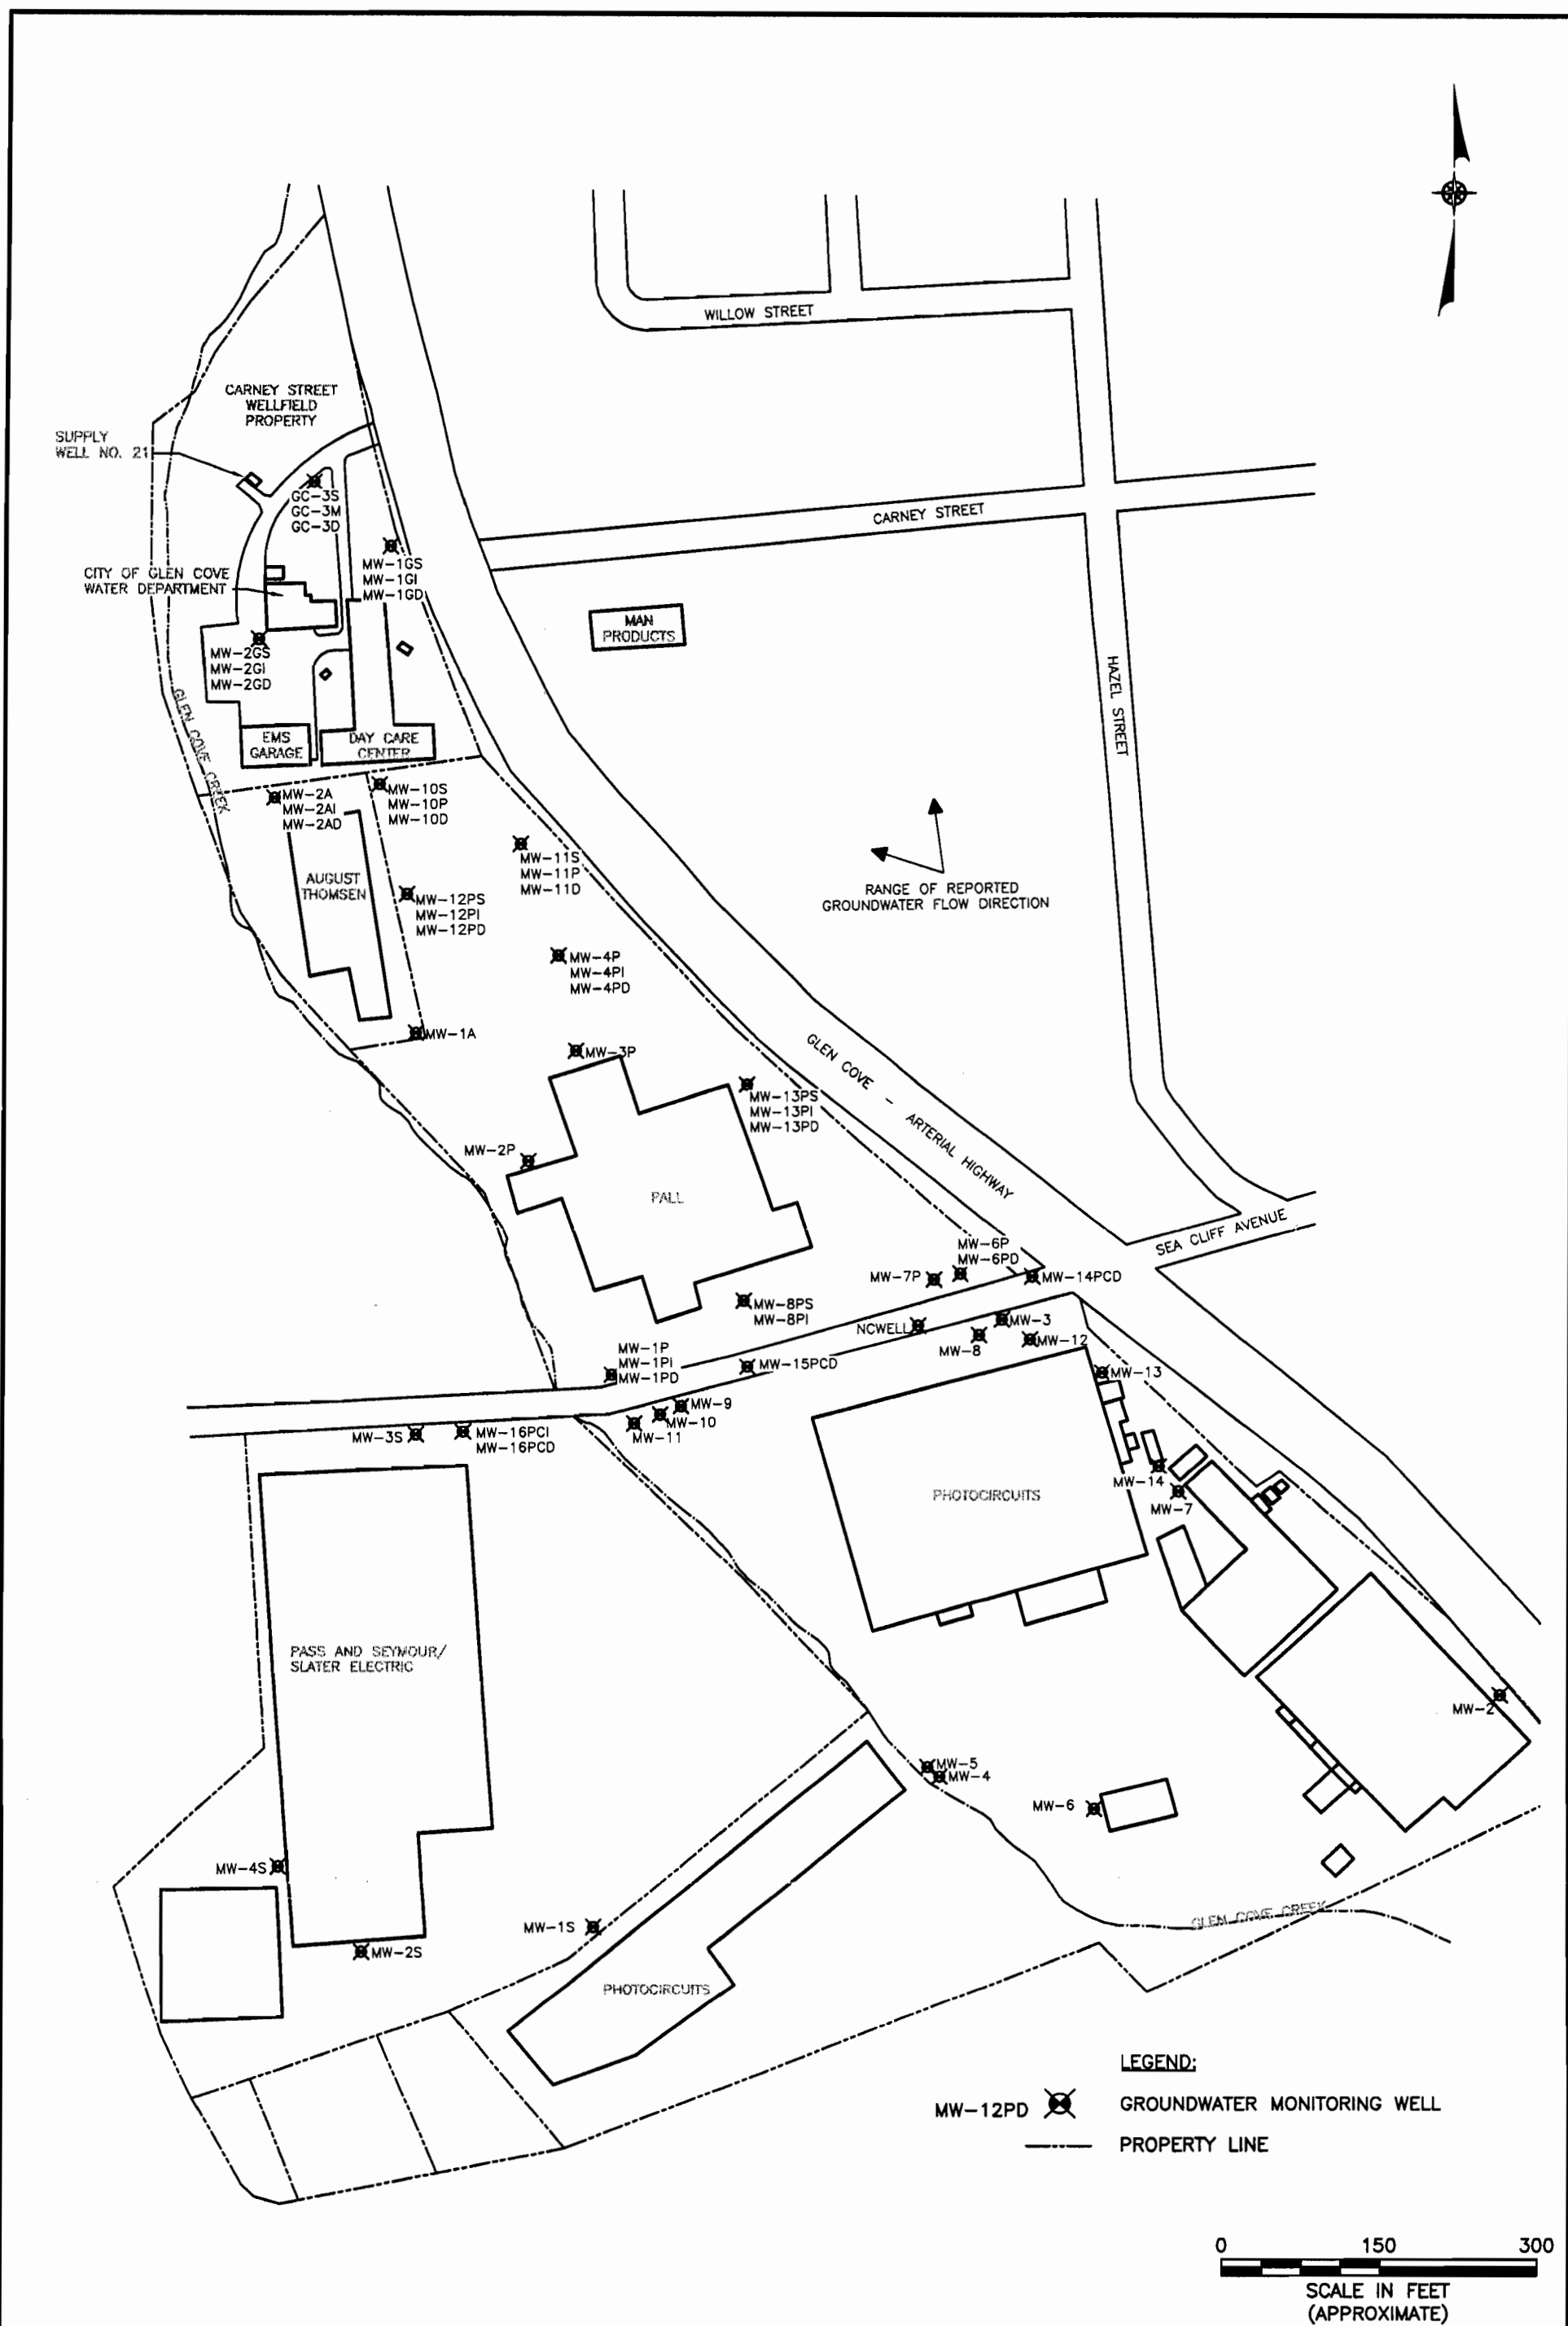 WILLOW STREET
CARNEY STREET
WELLFIELD
PROPERTY
SUPPLY
WELL NO. 21
GC-3S
GC-3M
GC-3D
CARNEY STREET
MW-1GS
MW-1GI
MW-1GD
CITY OF GLEN COVE
WATER DEPARTMENT
MAN
PRODUCTS
MW-2GS
MW-2GI
MW-2GD
HAZEL STREET
GLEN COVE CREEK
EMS
GARAGE
DAY CARE
CENTER
MW-2A
MW-2AI
MW-2AD
MW-10S
MW-10P
MW-10D
MW-11S
MW-11P
MW-11D
AUGUST
THOMSEN
MW-12PS
MW-12PI
MW-12PD
RANGE OF REPORTED
GROUNDWATER FLOW DIRECTION
MW-4P
MW-4PI
MW-4PD
MW-1A
MW-3P
GLEN COVE - ARTERIAL HIGHWAY
MW-13PS
MW-13PI
MW-13PD
MW-2P
PALL
SEA CLIFF AVENUE
MW-6P
MW-6PD
MW-7P
MW-14PCD
MW-8PS
MW-8PI
NCWELL
MW-3
MW-8
MW-12
MW-1P
MW-1PI
MW-1PD
MW-15PCD
MW-13
MW-9
MW-10
MW-11
MW-3S
MW-16PCI
MW-16PCD
MW-14
MW-7
PHOTOCIRCUITS
PASS AND SEYMOUR/
SLATER ELECTRIC
MW-2
MW-5
MW-4
MW-6
MW-4S
MW-1S
MW-2S
GLEN COVE CREEK
PHOTOCIRCUITS
LEGEND:
MW-12PD GROUNDWATER MONITORING WELL
PROPERTY LINE
0 150 300
SCALE IN FEET
(APPROXIMATE)